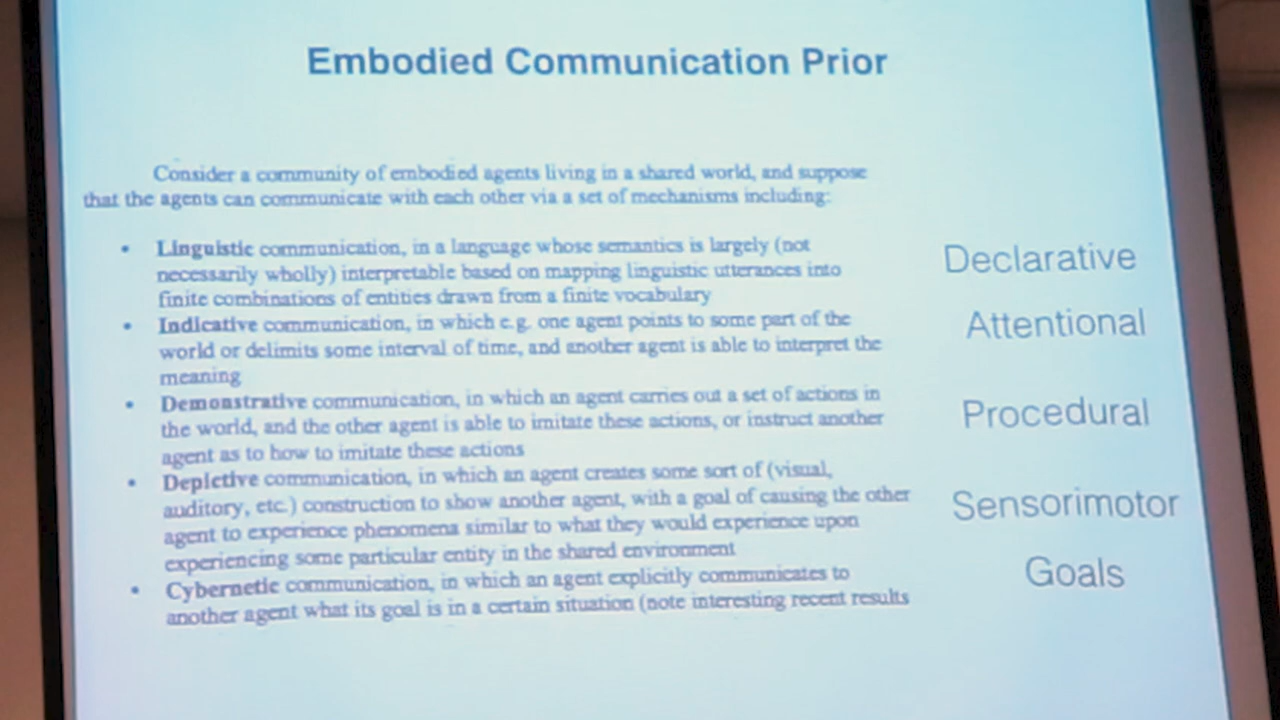 Embodied Communication Prior
Consider a community of embodied agents living in a shared world, and suppose
that the agents can communicate with each other via a set of mechanisms including:
• Linguistic communication, in a language whose semantics is largely (not
necessarily wholly) interpretable based on mapping linguistic utterances into
finite combinations of entities drawn from a finite vocabulary
Declarative
• Indicative communication, in which e.g. one agent points to some part of the
world or delimits some interval of time, and another agent is able to interpret the
meaning
Attentional
• Demonstrative communication, in which an agent carries out a set of actions in
the world, and the other agent is able to imitate these actions, or instruct another
agent as to how to imitate these actions
Procedural
• Depictive communication, in which an agent creates some sort of (visual,
auditory, etc.) construction to show another agent, with a goal of causing the other
agent to experience phenomena similar to what they would experience upon
experiencing some particular entity in the shared environment
Sensorimotor
• Cybernetic communication, in which an agent explicitly communicates to
another agent what its goal is in a certain situation (note interesting recent results
Goals